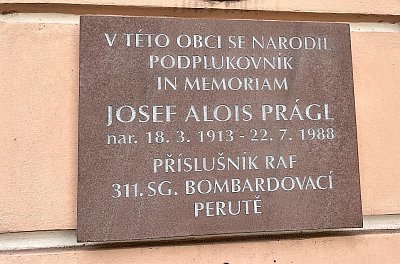 V TÉTO OBCI SE NARODIL
PODPLUKOVNÍK
IN MEMORIAM
JOSEF ALOIS PRÁGL
nar. 18. 3. 1913 - 22. 7. 1988
PŘÍSLUŠNÍK RAF
311. SG. BOMBARDOVACÍ
PERUTĚ